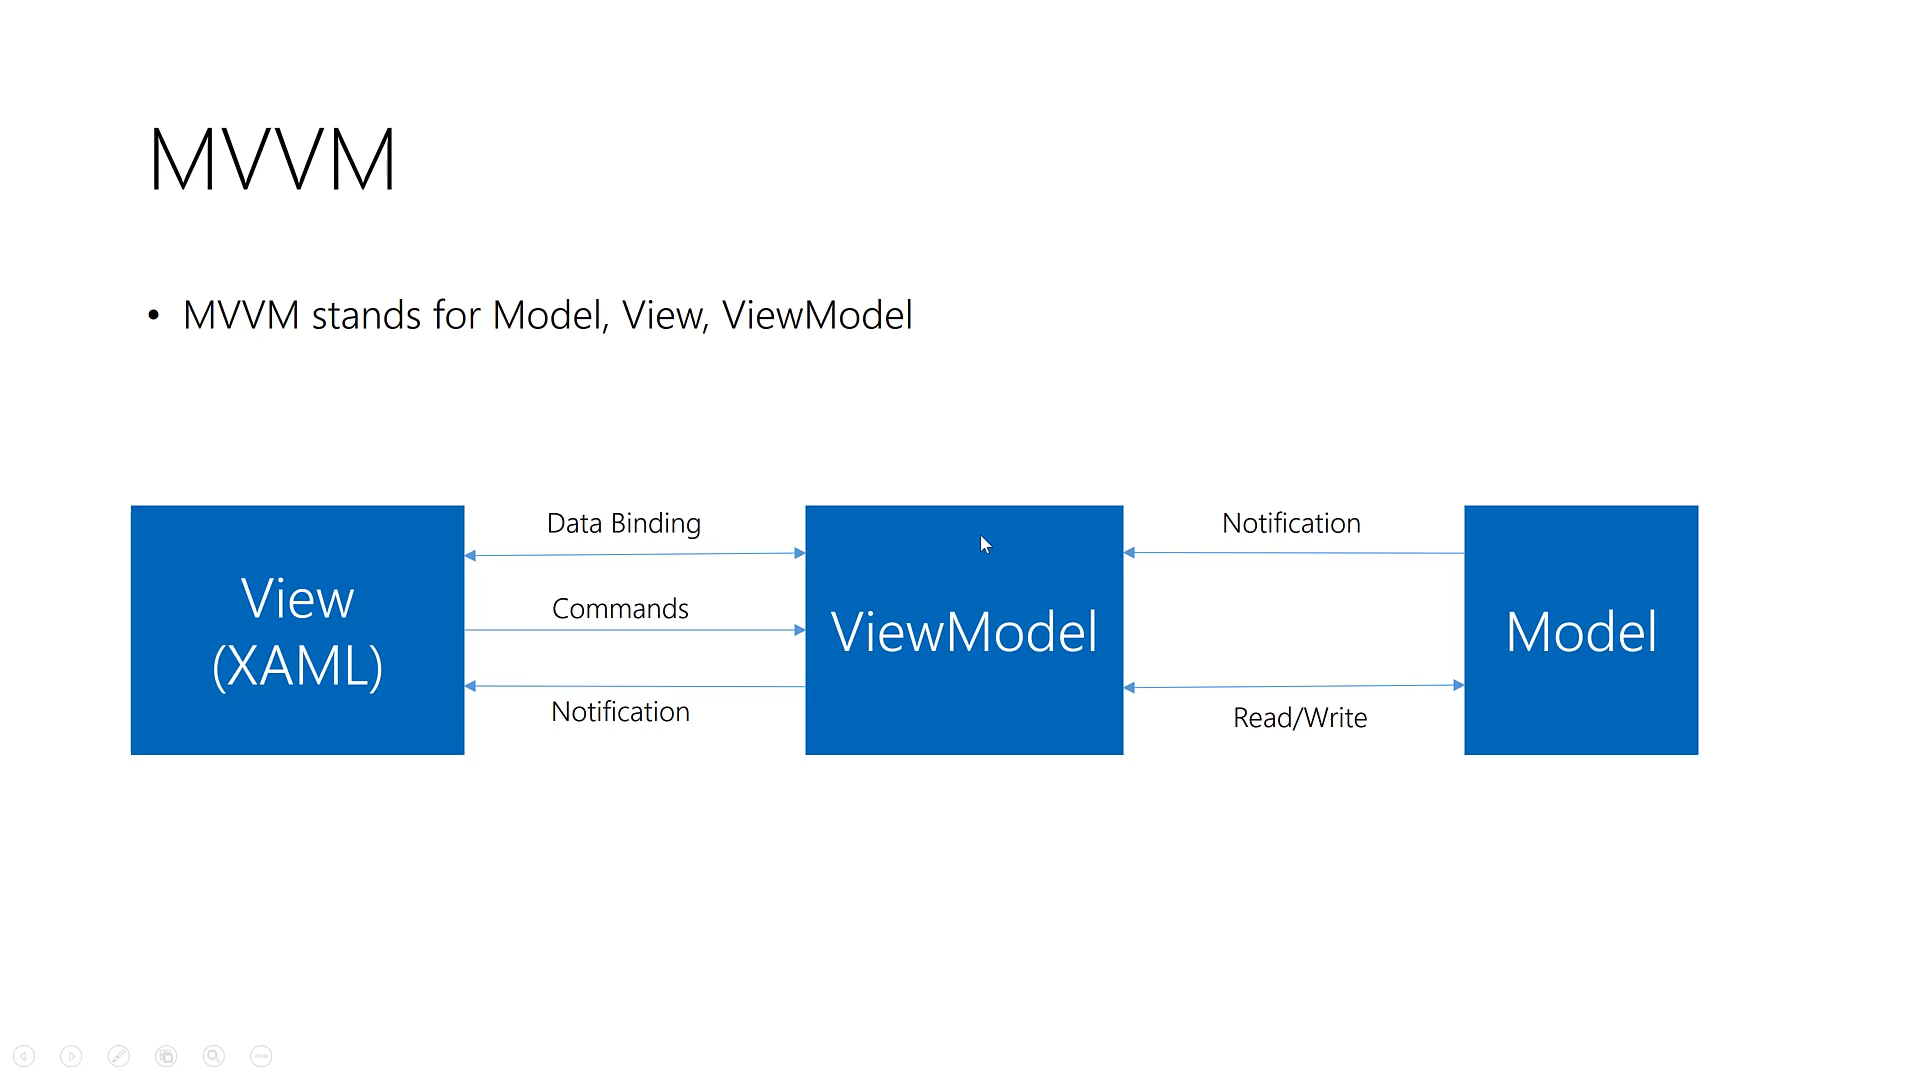 MVVM
• MVVM stands for Model, View, ViewModel
View
(XAML)
Data Binding
Commands
Notification
ViewModel
Notification
Read/Write
Model